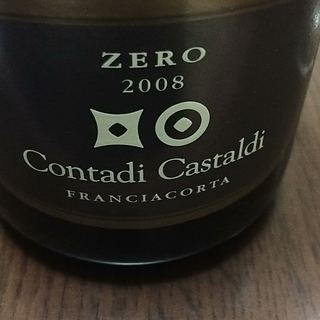 ZERO
2008
Contadi Castaldi
FRANCIACORTA